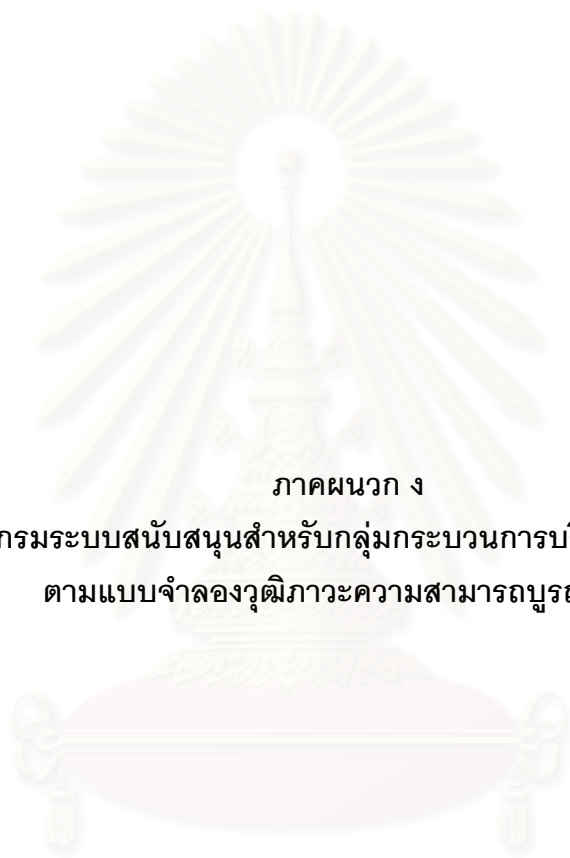 ภาคผนวก ง
กรมระบบสนับสนุนสำหรับกลุ่มกระบวนการบ
ตามแบบจำลองวุฒิภาวะความสามารถบูร